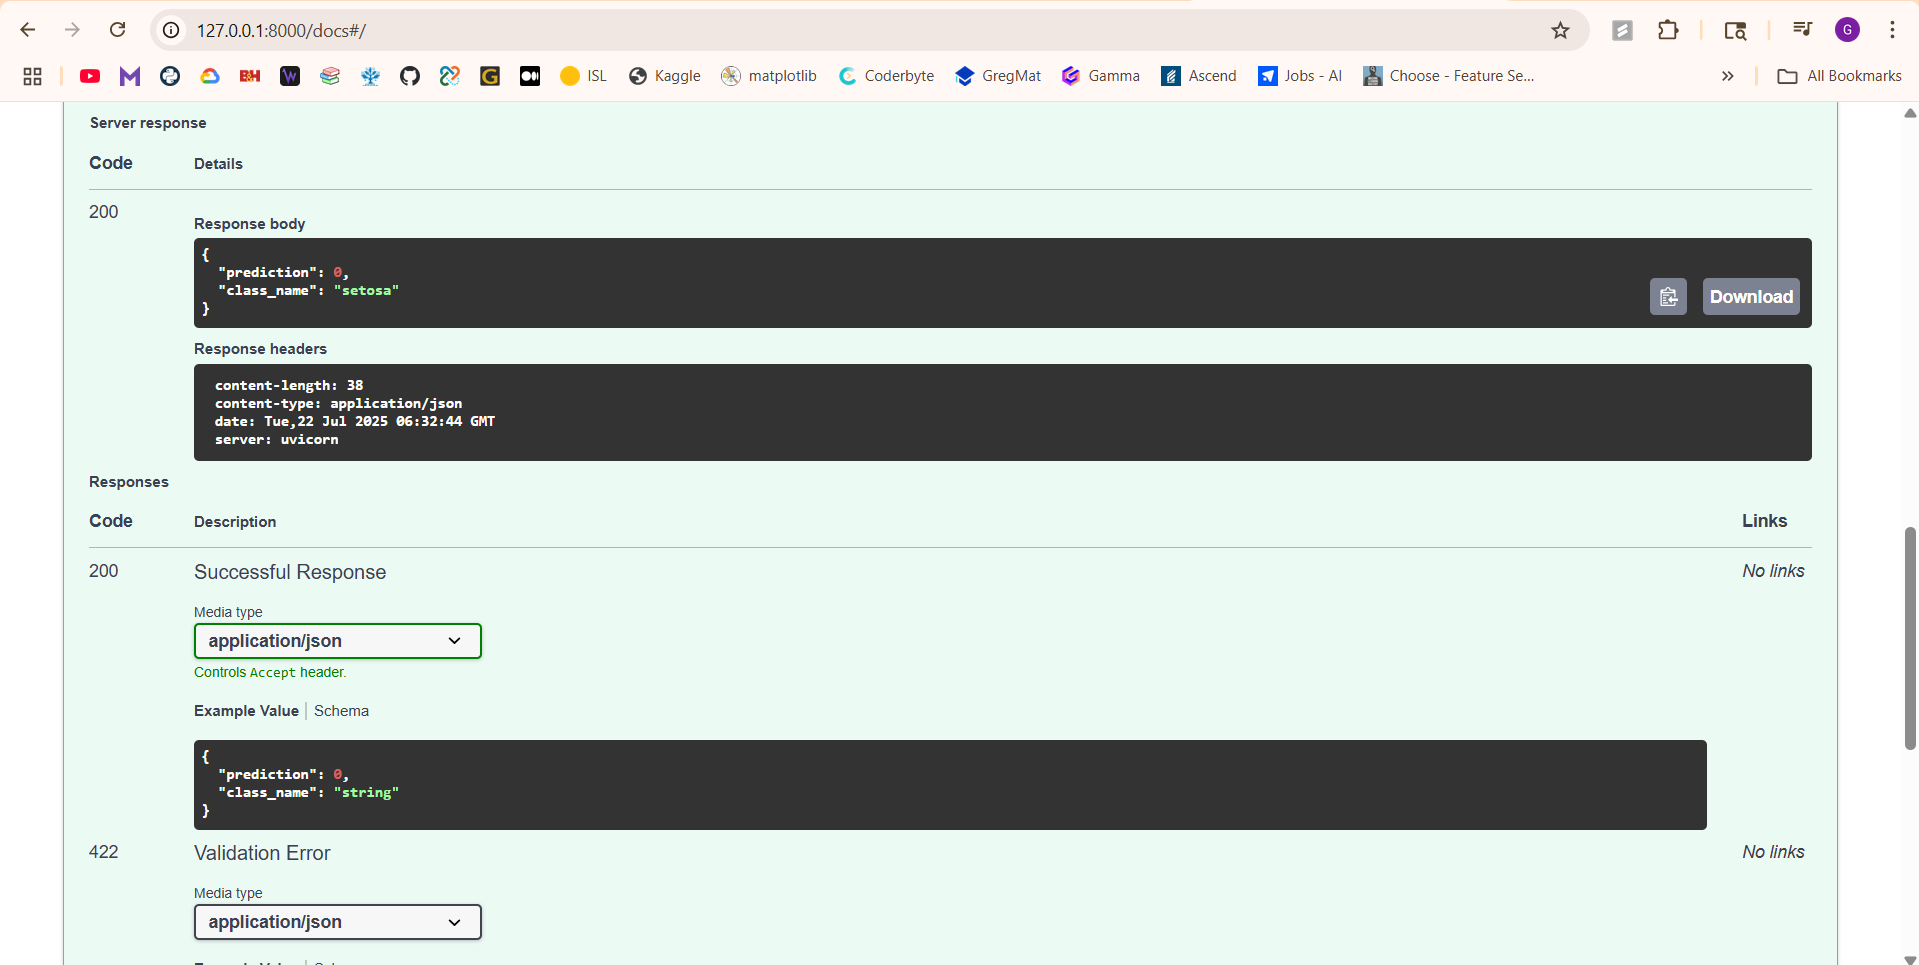 127.0.0.1:8000/docs#/
G
ISL Kaggle matplotlib Coderbyte GregMat Gamma Ascend Jobs - AI Choose - Feature Se... » All Bookmarks
Server response
Code Details
200
Response body
{
"prediction": 0,
"class_name": "setosa"
}
Download
Response headers
content-length: 38
content-type: application/json
date: Tue,22 Jul 2025 06:32:44 GMT
server: uvicorn
Responses
Code Description Links
200 Successful Response No links
Media type
application/json
Controls Accept header.
Example Value | Schema
{
"prediction": 0,
"class_name": "string"
}
422 Validation Error No links
Media type
application/json